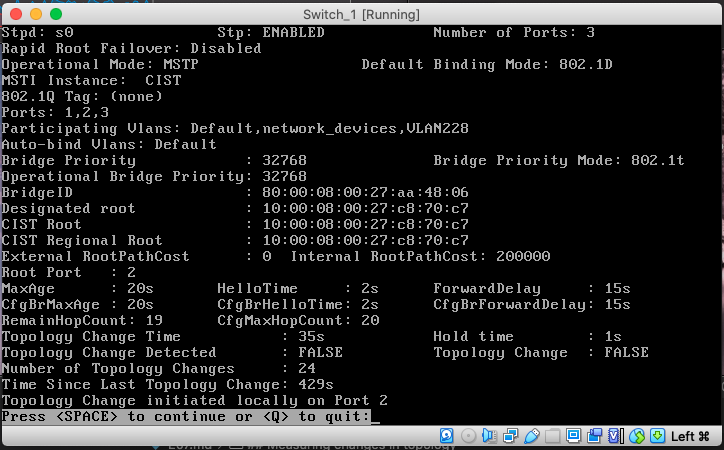 Switch_1 [Running]
Stpd: s0 Stp: ENABLED Number of Ports: 3
Rapid Root Failover: Disabled
Operational Mode: MSTP Default Binding Mode: 802.1D
MSTI Instance: CIST
802.1Q Tag: (none)
Ports: 1,2,3
Participating Vlans: Default,network_devices,VLAN228
Auto-bind Vlans: Default
Bridge Priority : 32768 Bridge Priority Mode: 802.1t
Operational Bridge Priority: 32768
BridgeID : 80:00:08:00:27:aa:48:06
Designated root : 10:00:08:00:27:c8:70:c7
CIST Root : 10:00:08:00:27:c8:70:c7
CIST Regional Root : 10:00:08:00:27:c8:70:c7
External RootPathCost : 0 Internal RootPathCost: 200000
Root Port : 2
MaxAge : 20s HelloTime : 2s ForwardDelay : 15s
CfgBrMaxAge : 20s CfgBrHelloTime: 2s CfgBrForwardDelay: 15s
RemainHopCount: 19 CfgMaxHopCount: 20
Topology Change Time : 35s Hold time : 1s
Topology Change Detected : FALSE Topology Change : FALSE
Number of Topology Changes : 24
Time Since Last Topology Change: 429s
Topology Change initiated locally on Port 2
Press <SPACE> to continue or <Q> to quit:_
Left ⌘
## Measuring changes in topology